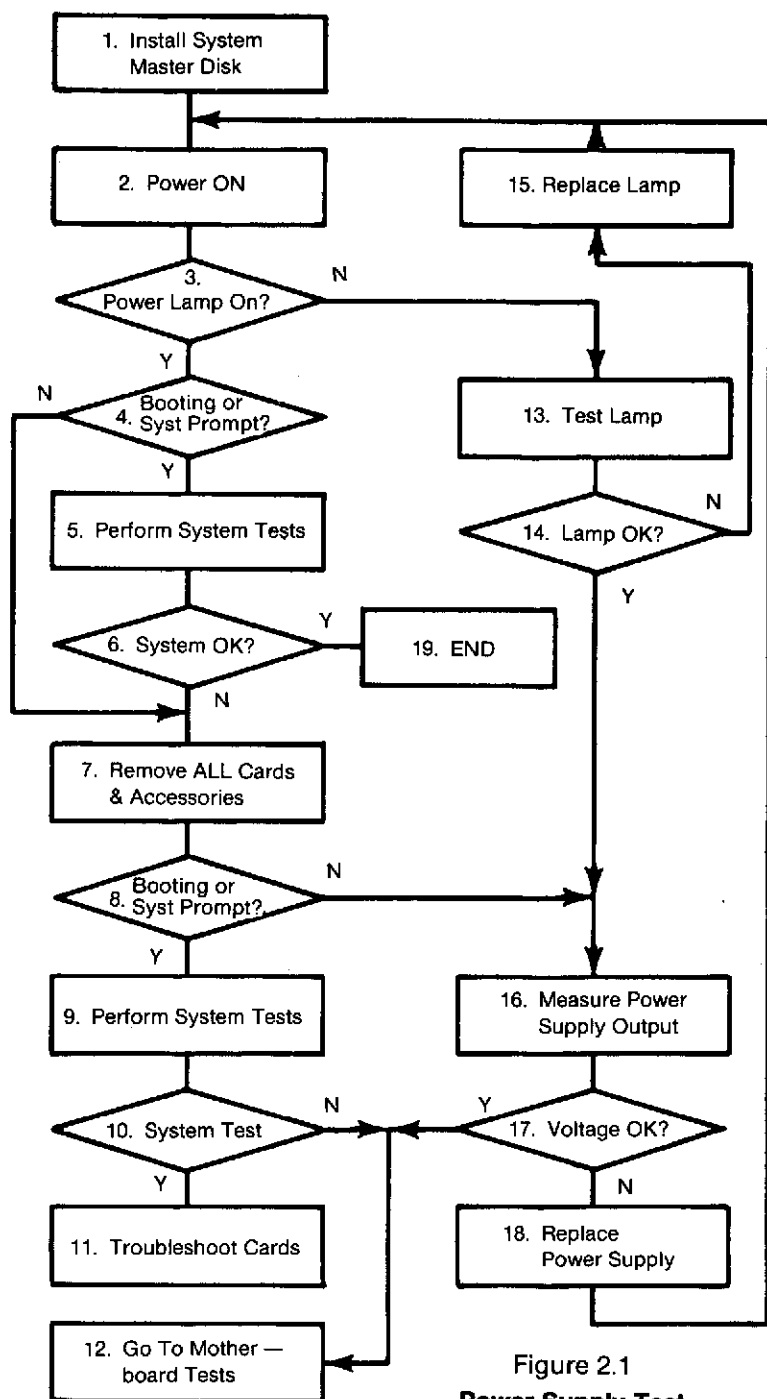 1. Install System
Master Disk
2. Power ON
15. Replace Lamp
3.
Power Lamp On?
N
Y
N
Booting or
4. Syst Prompt?
Y
13. Test Lamp
5. Perform System Tests
14. Lamp OK?
N
Y
6. System OK?
Y
19. END
N
7. Remove ALL Cards
& Accessories
Booting or
8. Syst Prompt?
N
Y
9. Perform System Tests
16. Measure Power
Supply Output
10. System Test
N
Y
17. Voltage OK?
Y
N
11. Troubleshoot Cards
18. Replace
Power Supply
12. Go To Mother —
board Tests
Figure 2.1
Power Supply Test